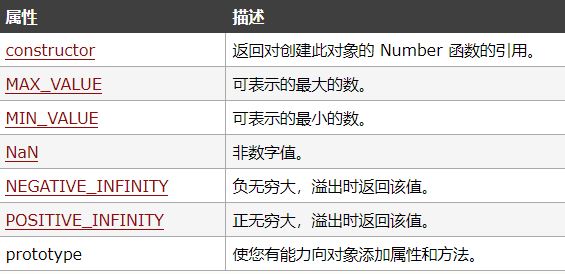 属性 描述
constructor 返回对创建此对象的 Number 函数的引用。
MAX_VALUE 可表示的最大的数。
MIN_VALUE 可表示的最小的数。
NaN 非数字值。
NEGATIVE_INFINITY 负无穷大，溢出时返回该值。
POSITIVE_INFINITY 正无穷大，溢出时返回该值。
prototype 使您有能力向对象添加属性和方法。